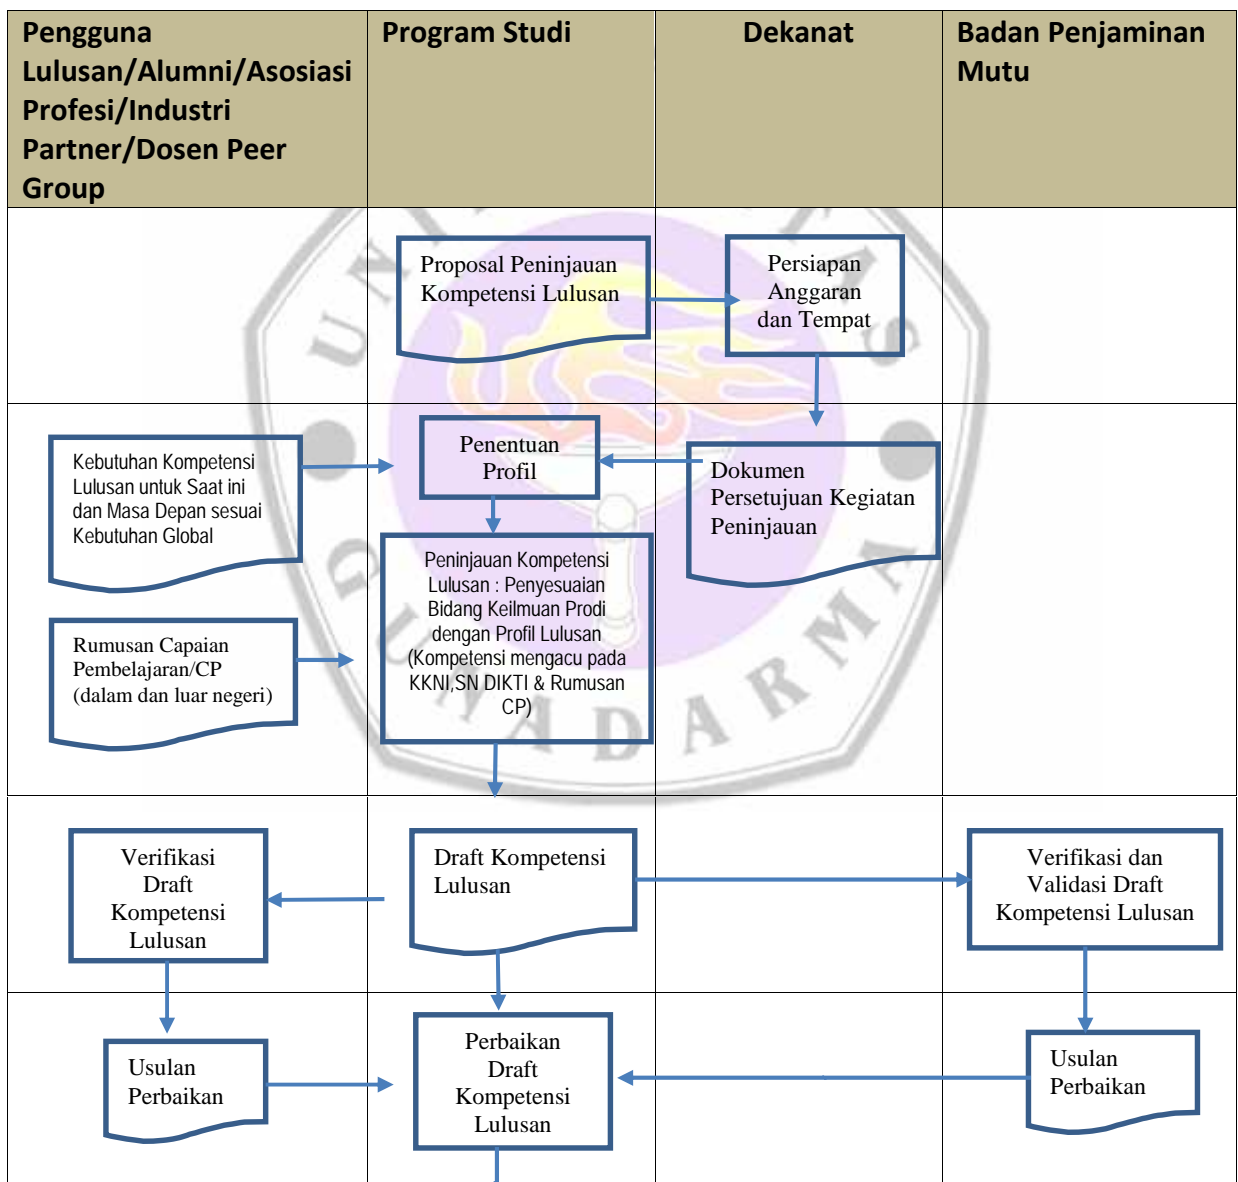 Pengguna
Lulusan/Alumni/Asosiasi
Profesi/Industri
Partner/Dosen Peer
Group
Program Studi
Dekanat
Badan Penjaminan
Mutu
UNIVERSITAS
GUNADARMA
Proposal Peninjauan
Kompetensi Lulusan
Persiapan
Anggaran
dan Tempat
Kebutuhan Kompetensi
Lulusan untuk Saat ini
dan Masa Depan sesuai
Kebutuhan Global
Penentuan
Profil
Dokumen
Persetujuan Kegiatan
Peninjauan
Rumusan Capaian
Pembelajaran/CP
(dalam dan luar negeri)
Peninjauan Kompetensi
Lulusan : Penyesuaian
Bidang Keilmuan Prodi
dengan Profil Lulusan
(Kompetensi mengacu pada
KKNI,SN DIKTI & Rumusan
CP)
Verifikasi
Draft
Kompetensi
Lulusan
Draft Kompetensi
Lulusan
Verifikasi dan
Validasi Draft
Kompetensi Lulusan
Usulan
Perbaikan
Perbaikan
Draft
Kompetensi
Lulusan
Usulan
Perbaikan